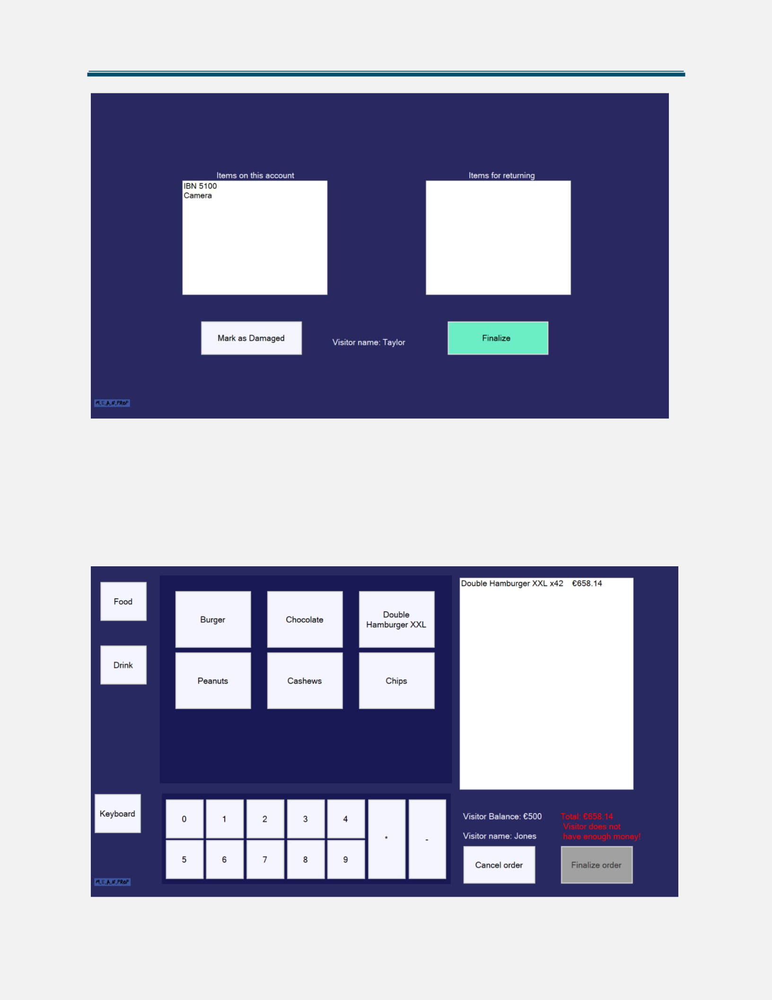 Items on this account
Items for returning
IBN 5100
Camera
Mark as Damaged
Visitor name: Taylor
Finalize
M.E.A.N.PROP
Food
Drink
Burger
Chocolate
Double
Hamburger XXL
Peanuts
Cashews
Chips
Double Hamburger XXL x42 €658.14
Keyboard
0 1 2 3 4
* -
5 6 7 8 9
Visitor Balance: €500
Visitor name: Jones
Total: €658.14
Visitor does not
have enough money!
Cancel order
Finalize order
M.E.A.N.PROP